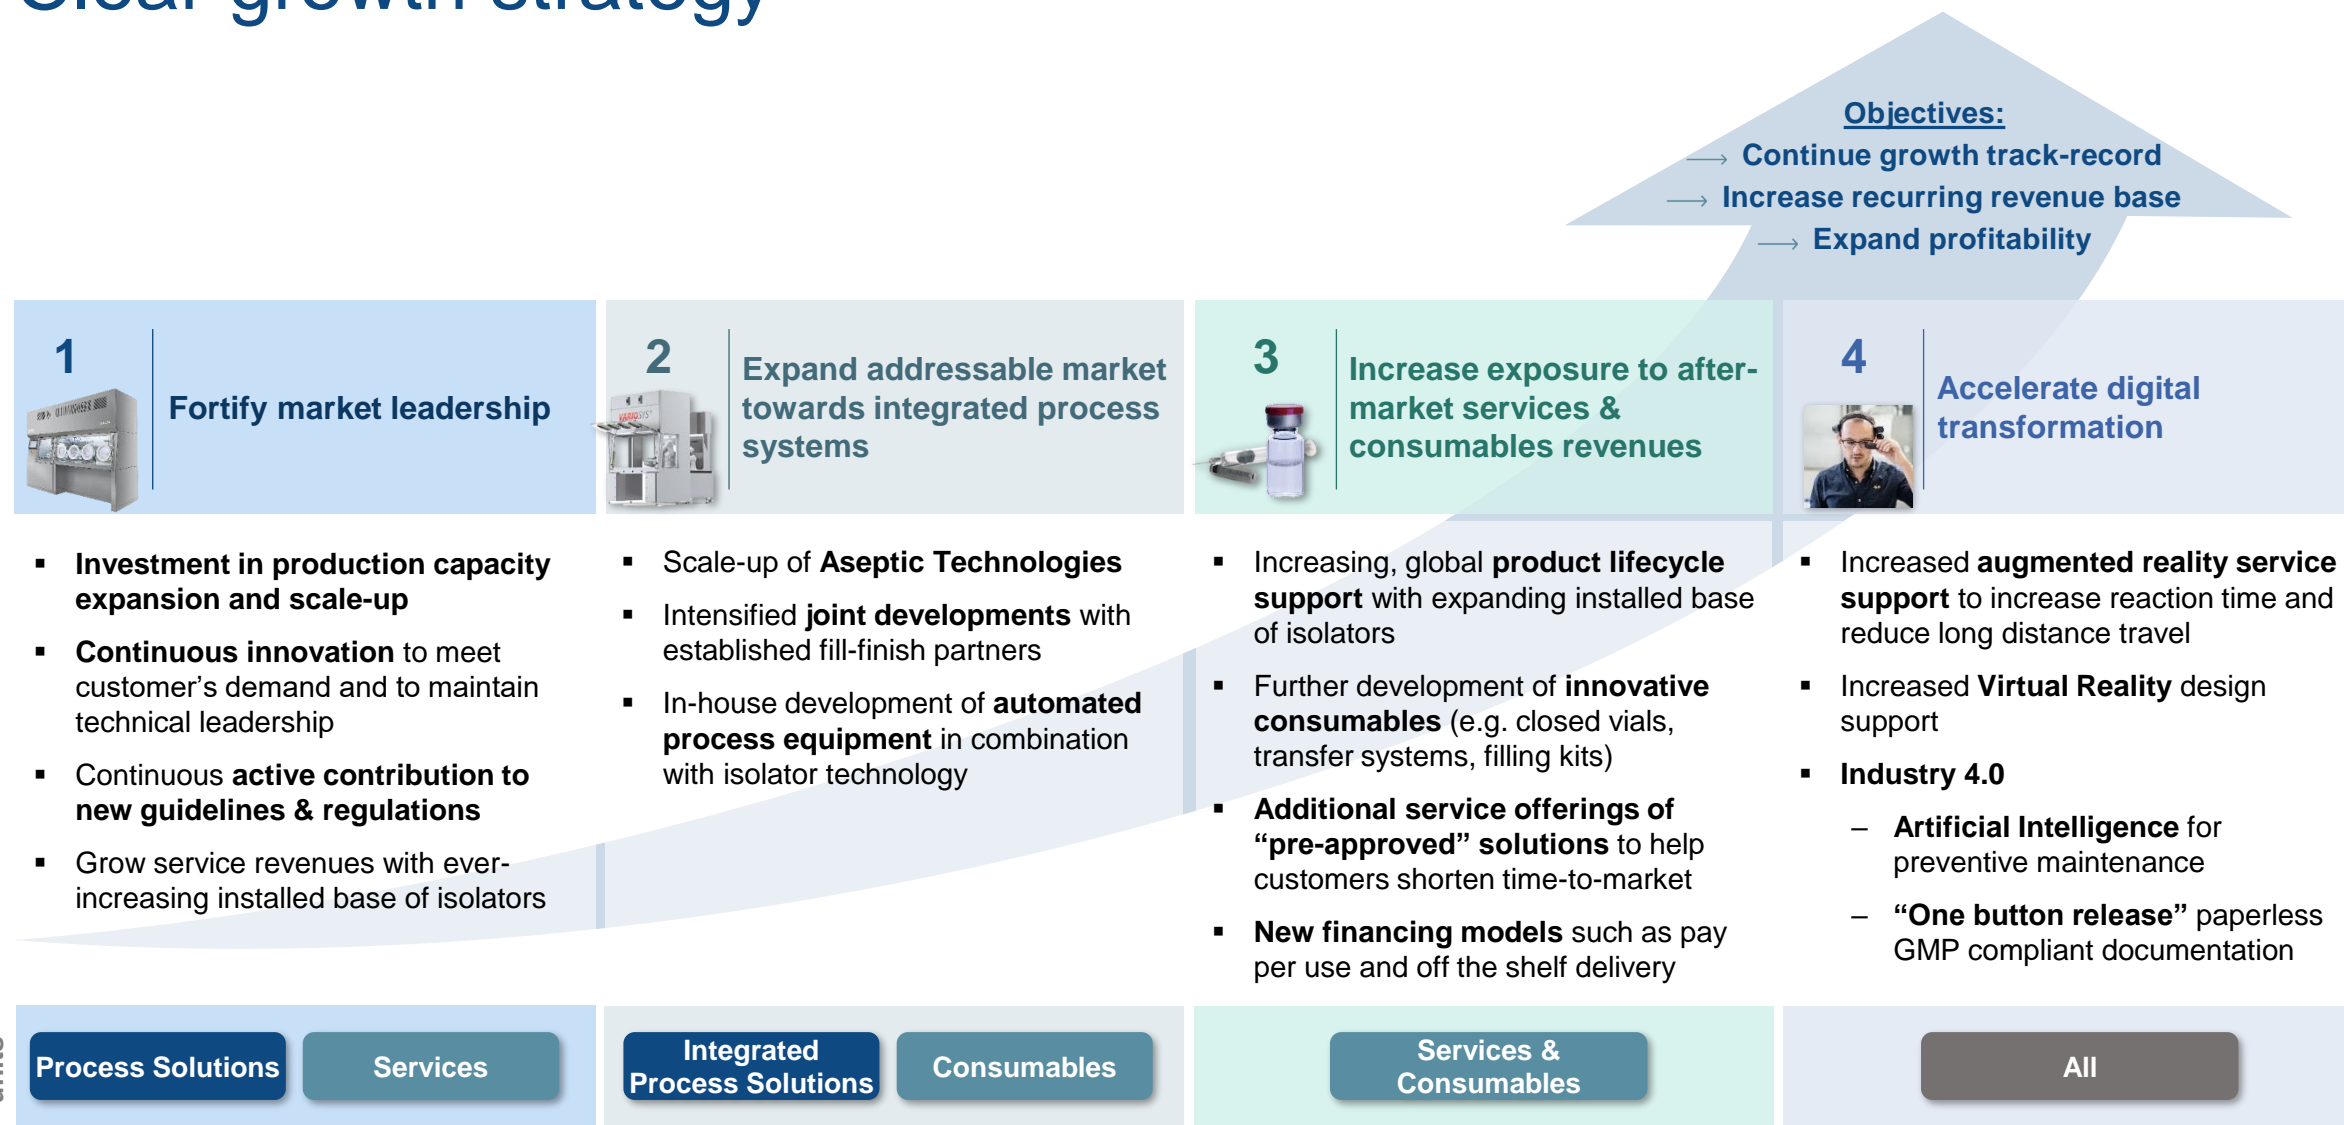 Clear growth strategy
Objectives:
→ Continue growth track-record
→ Increase recurring revenue base
→ Expand profitability
1
Fortify market leadership
2
VARIOSYS
Expand addressable market
towards integrated process
systems
3
Increase exposure to after-
market services &
consumables revenues
4
Accelerate digital
transformation
▪ Investment in production capacity
expansion and scale-up
▪ Continuous innovation to meet
customer’s demand and to maintain
technical leadership
▪ Continuous active contribution to
new guidelines & regulations
▪ Grow service revenues with ever-
increasing installed base of isolators
▪ Scale-up of Aseptic Technologies
▪ Intensified joint developments with
established fill-finish partners
▪ In-house development of automated
process equipment in combination
with isolator technology
▪ Increasing, global product lifecycle
support with expanding installed base
of isolators
▪ Further development of innovative
consumables (e.g. closed vials,
transfer systems, filling kits)
▪ Additional service offerings of
“pre-approved” solutions to help
customers shorten time-to-market
▪ New financing models such as pay
per use and off the shelf delivery
▪ Increased augmented reality service
support to increase reaction time and
reduce long distance travel
▪ Increased Virtual Reality design
support
▪ Industry 4.0
– Artificial Intelligence for
preventive maintenance
– “One button release” paperless
GMP compliant documentation
Process Solutions
Services
Integrated
Process Solutions
Consumables
Services &
Consumables
All